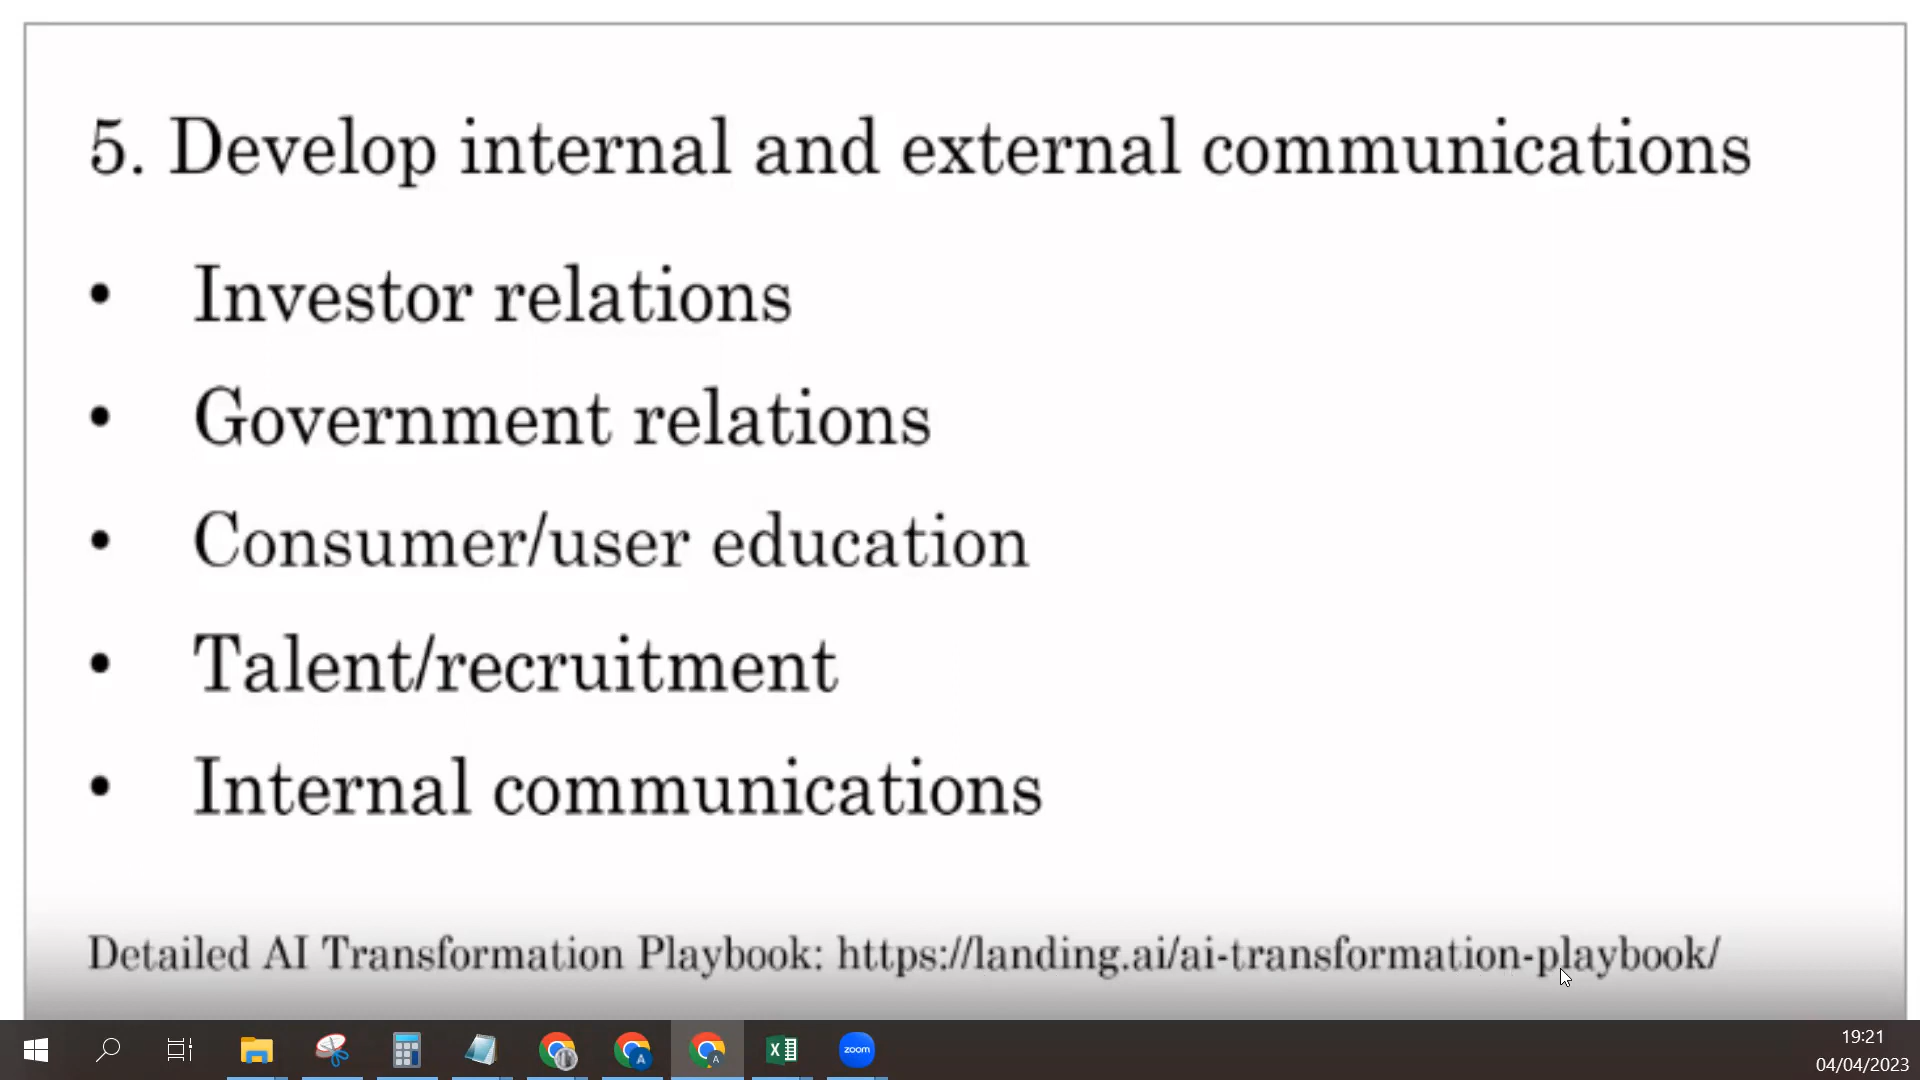 5. Develop internal and external communications
• Investor relations
• Government relations
• Consumer/user education
• Talent/recruitment
• Internal communications
Detailed AI Transformation Playbook: https://landing.ai/ai-transformation-playbook/
A
A
X
zoom
19:21
04/04/2023